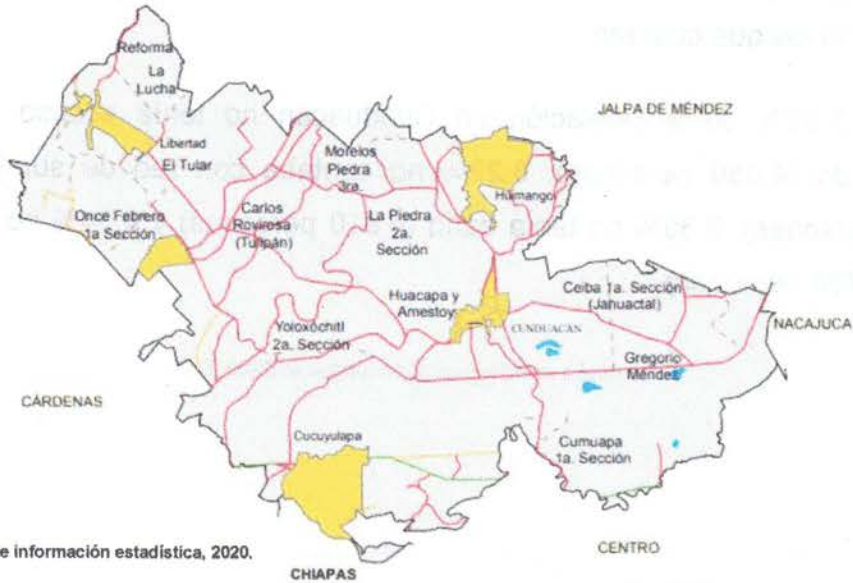 Reforma
La
Lucha
JALPA DE MÉNDEZ
Libertad
El Tular
Morelos
Piedra
3ra.
Huimango
Once Febrero
1a Sección
Carlos
Rovirosa
(Tulipán)
La Piedra
2a.
Sección
Huacapa y
Amestoy
Ceiba 1a. Sección
(Jahuactal)
CUNDUACÁN
NACAJUCA
Yoloxóchitl
2a. Sección
Gregorio
Méndez
CÁRDENAS
Cucuyulapa
Cumuapa
1a. Sección
e información estadística, 2020.
CENTRO
CHIAPAS